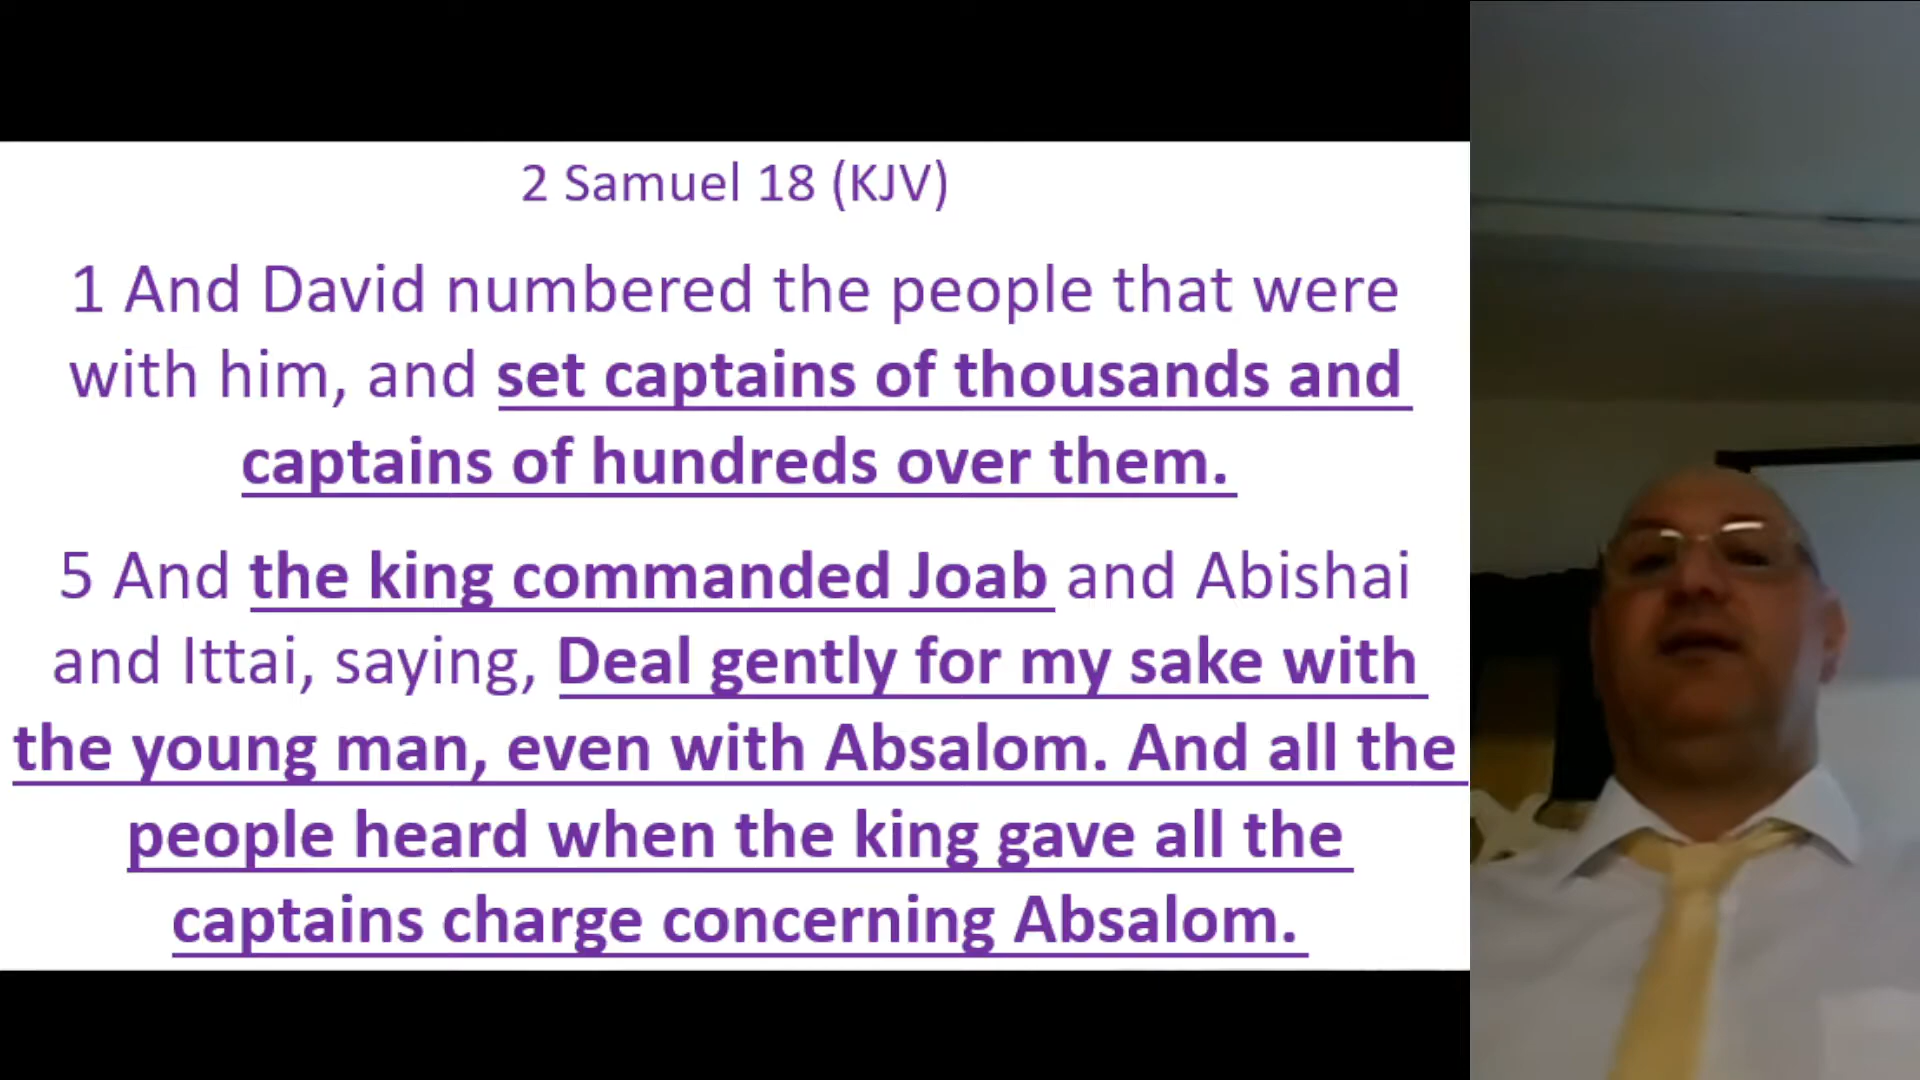 2 Samuel 18 (KJV)
1 And David numbered the people that were
with him, and set captains of thousands and
captains of hundreds over them.
5 And the king commanded Joab and Abishai
and Ittai, saying, Deal gently for my sake with
the young man, even with Absalom. And all the
people heard when the king gave all the
captains charge concerning Absalom.